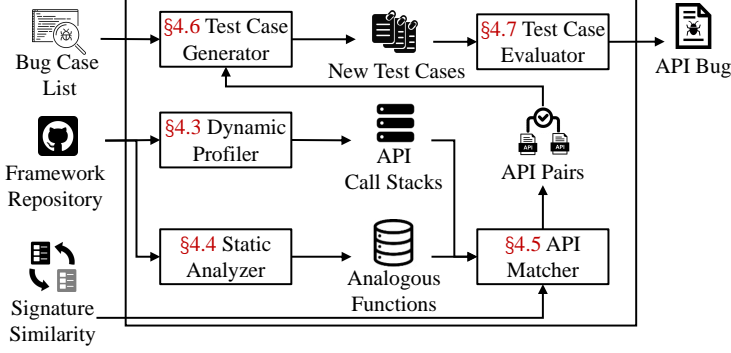 Bug Case
List
§4.6 Test Case
Generator
New Test Cases
§4.7 Test Case
Evaluator
API Bug
Framework
Repository
§4.3 Dynamic
Profiler
API
Call Stacks
API
API
API Pairs
§4.4 Static
Analyzer
Analogous
Functions
§4.5 API
Matcher
Signature
Similarity